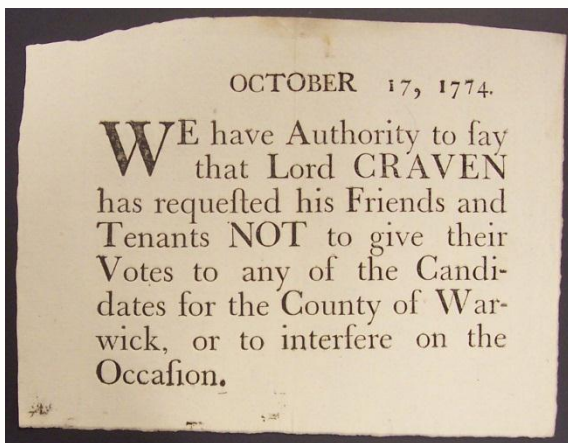 OCTOBER 17, 1774.
WE have Authority to ſay
that Lord CRAVEN
has requeſted his Friends and
Tenants NOT to give their
Votes to any of the Candi-
dates for the County of War-
wick, or to interfere on the
Occaſion.